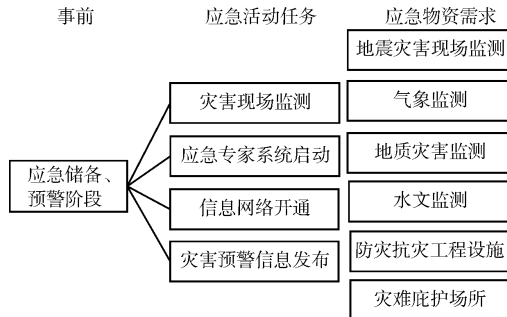 事前
应急活动任务
应急物资需求
应急储备、
预警阶段
灾害现场监测
应急专家系统启动
信息网络开通
灾害预警信息发布
地震灾害现场监测
气象监测
地质灾害监测
水文监测
防灾抗灾工程设施
灾难庇护场所